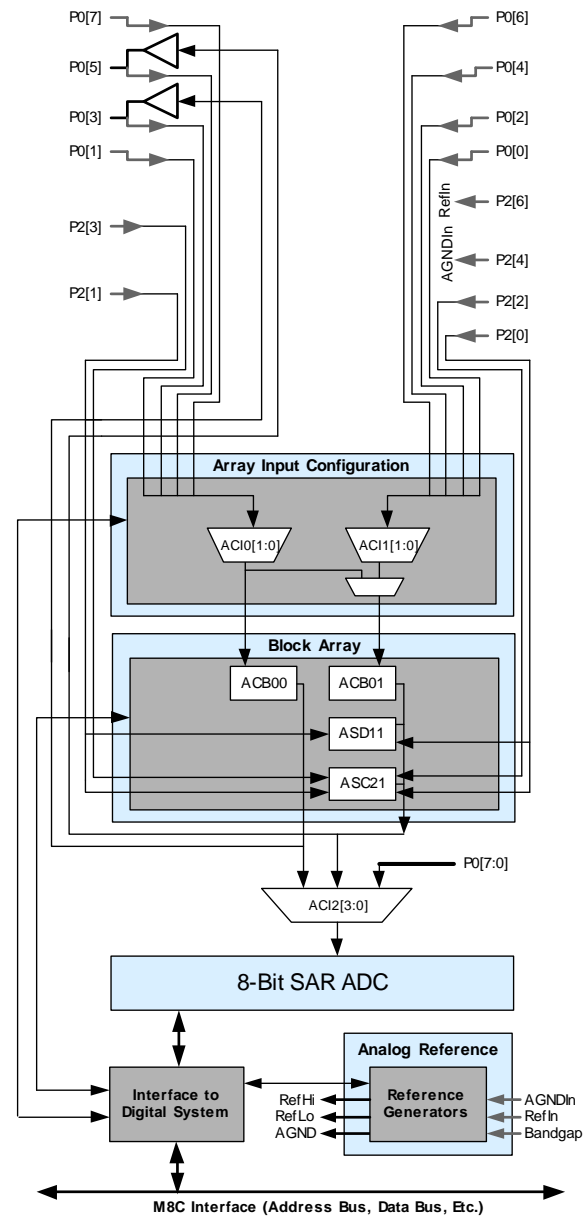 P0[7]
P0[6]
P0[5]
P0[4]
P0[3]
P0[2]
P0[1]
P0[0]
P2[6]
AGNDIn RefIn
P2[3]
P2[4]
P2[1]
P2[2]
P2[0]
Array Input Configuration
ACI0[1:0]
ACI1[1:0]
Block Array
ACB00
ACB01
ASD11
ASC21
P0[7:0]
ACI2[3:0]
8-Bit SAR ADC
Analog Reference
Interface to
Digital System
RefHi
RefLo
AGND
Reference
Generators
AGNDIn
RefIn
Bandgap
M8C Interface (Address Bus, Data Bus, Etc.)